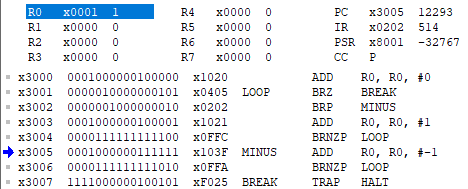 R0 x0001 1 R4 x0000 0 PC x3005 12293
R1 x0000 0 R5 x0000 0 IR x0202 514
R2 x0000 0 R6 x0000 0 PSR x8001 -32767
R3 x0000 0 R7 x0000 0 CC P
x3000 0001000000100000 x1020 ADD R0, R0, #0
x3001 0000010000000101 x0405 LOOP BRZ BREAK
x3002 0000001000000010 x0202 BRP MINUS
x3003 0001000000100001 x1021 ADD R0, R0, #1
x3004 0000111111111100 x0FFC BRNZP LOOP
x3005 0001000000111111 x103F MINUS ADD R0, R0, #-1
x3006 0000111111111010 x0FFA BRNZP LOOP
x3007 1111000000100101 xF025 BREAK TRAP HALT